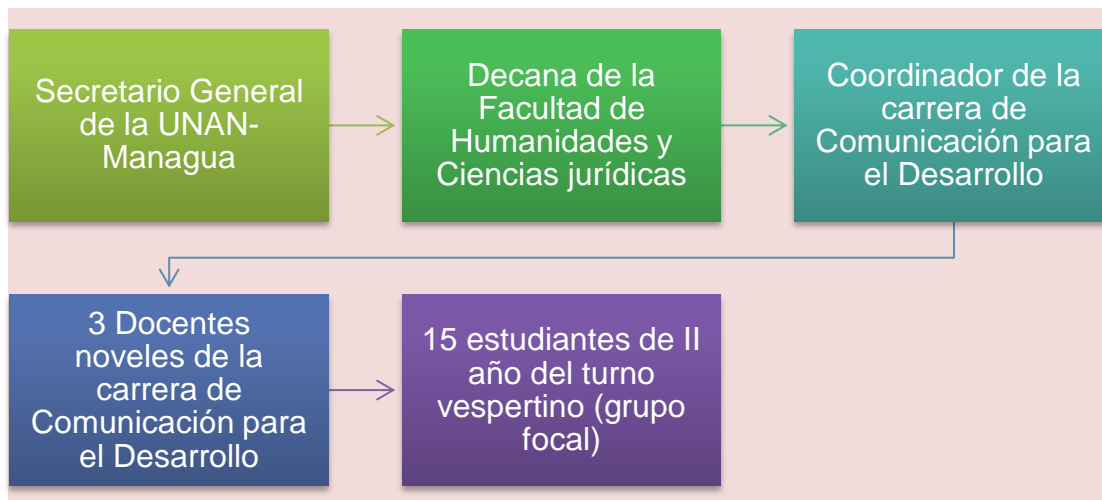 Secretario General
de la UNAN-
Managua
Decana de la
Facultad de
Humanidades y
Ciencias jurídicas
Coordinador de la
carrera de
Comunicación para
el Desarrollo
3 Docentes
noveles de la
carrera de
Comunicación para
el Desarrollo
15 estudiantes de II
año del turno
vespertino (grupo
focal)